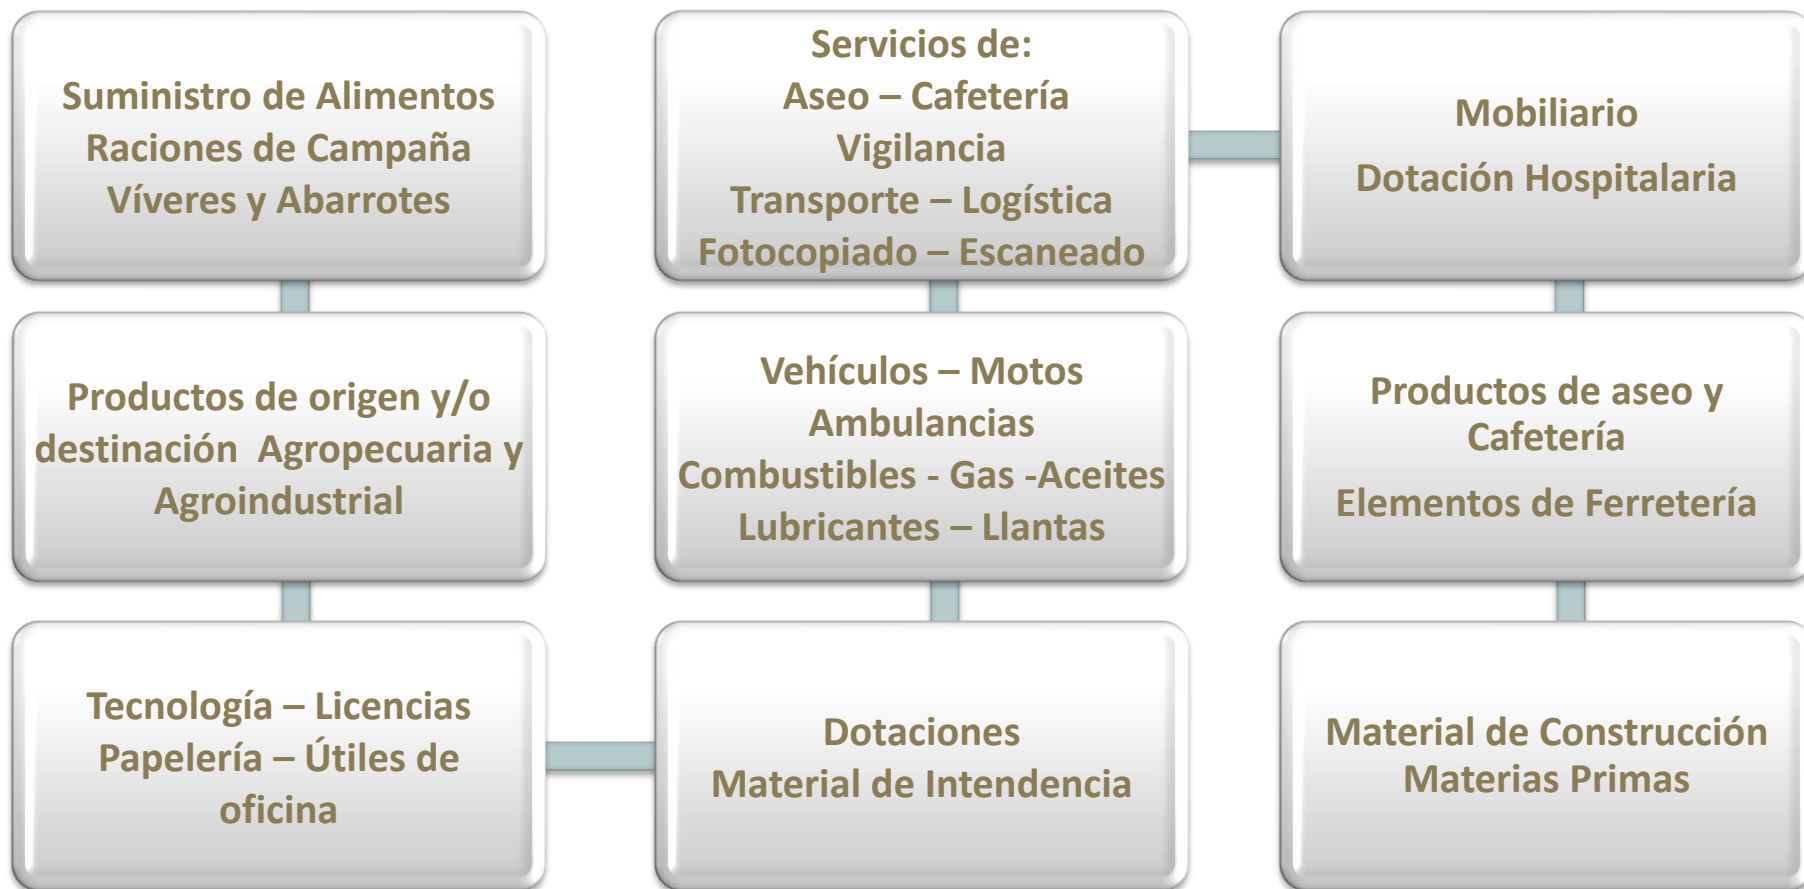 Suministro de Alimentos
Raciones de Campaña
Víveres y Abarrotes
Productos de origen y/o
destinación Agropecuaria y
Agroindustrial
Tecnología – Licencias
Papelería – Útiles de
oficina
Dotaciones
Material de Intendencia
Vehículos – Motos
Ambulancias
Combustibles - Gas -Aceites
Lubricantes – Llantas
Servicios de:
Aseo – Cafetería
Vigilancia
Transporte – Logística
Fotocopiado – Escaneado
Mobiliario
Dotación Hospitalaria
Productos de aseo y
Cafetería
Elementos de Ferretería
Material de Construcción
Materias Primas